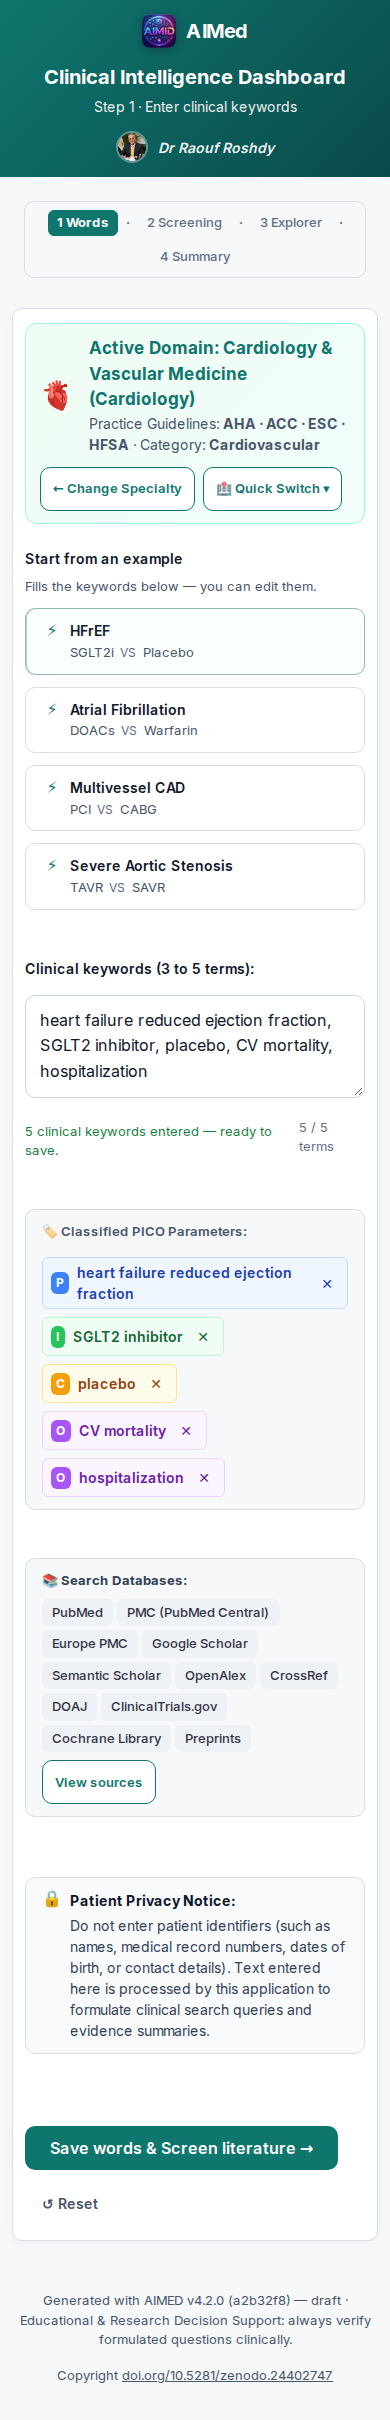 AIMID
AIMed
Clinical Intelligence Dashboard
Step 1 · Enter clinical keywords
Dr Raouf Roshdy
1 Words · 2 Screening · 3 Explorer ·
4 Summary
Active Domain: Cardiology &
Vascular Medicine
(Cardiology)
Practice Guidelines: AHA · ACC · ESC ·
HFSA · Category: Cardiovascular
← Change Specialty
🏥 Quick Switch ▾
Start from an example
Fills the keywords below — you can edit them.
⚡ HFrEF
SGLT2i VS Placebo
⚡ Atrial Fibrillation
DOACs VS Warfarin
⚡ Multivessel CAD
PCI VS CABG
⚡ Severe Aortic Stenosis
TAVR VS SAVR
Clinical keywords (3 to 5 terms):
heart failure reduced ejection fraction,
SGLT2 inhibitor, placebo, CV mortality,
hospitalization
5 clinical keywords entered — ready to
save.
5 / 5
terms
🏷️ Classified PICO Parameters:
P heart failure reduced ejection
fraction ✕
I SGLT2 inhibitor ✕
C placebo ✕
O CV mortality ✕
O hospitalization ✕
📚 Search Databases:
PubMed PMC (PubMed Central)
Europe PMC Google Scholar
Semantic Scholar OpenAlex CrossRef
DOAJ ClinicalTrials.gov
Cochrane Library Preprints
View sources
🔒 Patient Privacy Notice:
Do not enter patient identifiers (such as
names, medical record numbers, dates of
birth, or contact details). Text entered
here is processed by this application to
formulate clinical search queries and
evidence summaries.
Save words & Screen literature →
↺ Reset
Generated with AIMED v4.2.0 (a2b32f8) — draft ·
Educational & Research Decision Support: always verify
formulated questions clinically.
Copyright doi.org/10.5281/zenodo.24402747